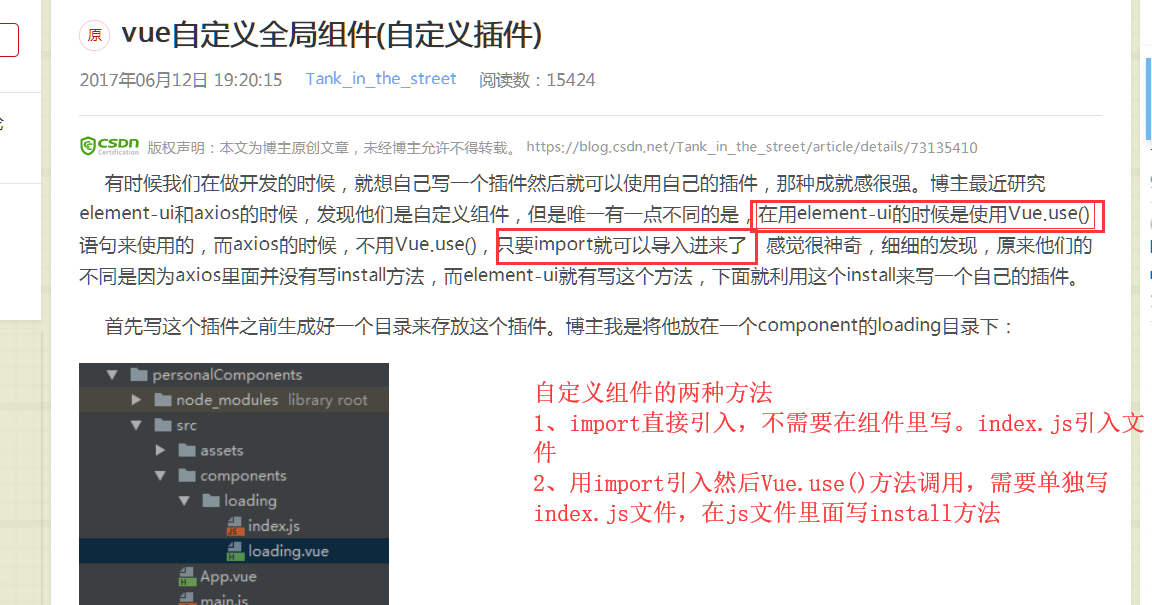 原 vue自定义全局组件(自定义插件)
2017年06月12日 19:20:15 Tank_in_the_street 阅读数：15424
CSDN Certification 版权声明：本文为博主原创文章，未经博主允许不得转载。 https://blog.csdn.net/Tank_in_the_street/article/details/73135410
有时候我们在做开发的时候，就想自己写一个插件然后就可以使用自己的插件，那种成就感很强。博主最近研究
element-ui和axios的时候，发现他们是自定义组件，但是唯一有一点不同的是，在用element-ui的时候是使用Vue.use()
语句来使用的，而axios的时候，不用Vue.use()，只要import就可以导入进来了 感觉很神奇，细细的发现，原来他们的
不同是因为axios里面并没有写install方法，而element-ui就有写这个方法，下面就利用这个install来写一个自己的插件。
首先写这个插件之前生成好一个目录来存放这个插件。博主我是将他放在一个component的loading目录下：
personalComponents
node_modules library root
src
assets
components
loading
index.js
loading.vue
App.vue
main.js
自定义组件的两种方法
1、import直接引入，不需要在组件里写。index.js引入文
件
2、用import引入然后Vue.use()方法调用，需要单独写
index.js文件，在js文件里面写install方法